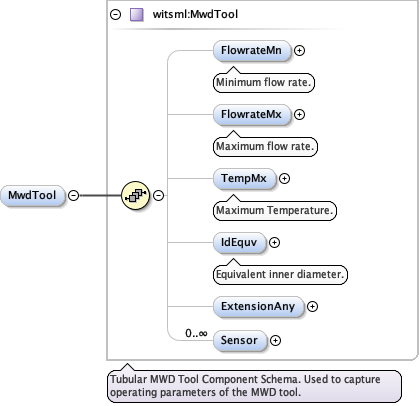 witsml:MwdTool
FlowrateMn
Minimum flow rate.
FlowrateMx
Maximum flow rate.
TempMx
Maximum Temperature.
MwdTool
IdEquv
Equivalent inner diameter.
ExtensionAny
0..∞
Sensor
Tubular MWD Tool Component Schema. Used to capture
operating parameters of the MWD tool.